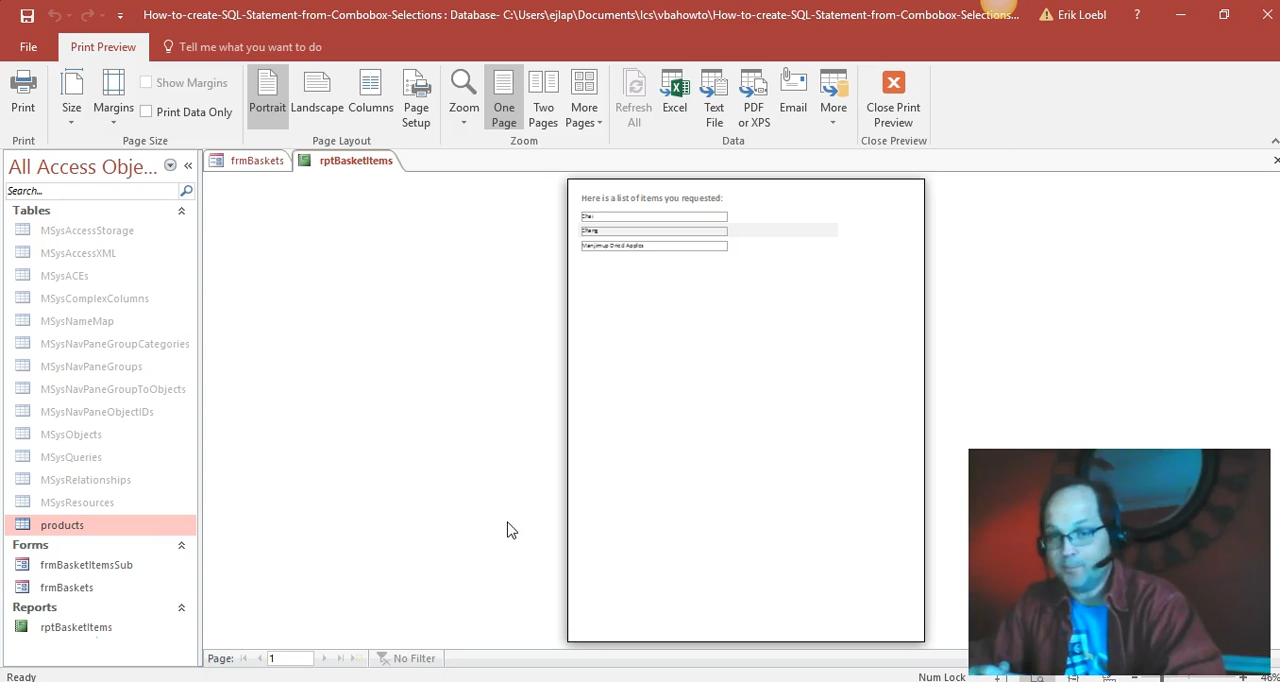 How-to-create-SQL-Statement-from-Combobox-Selections : Database- C:\Users\ejlap\Documents\lcs\vbahowto\How-to-create-SQL-Statement-from-Combobox-Selections...
Erik Loebl
?
File
Print Preview
Tell me what you want to do
Print
Size
Margins
Show Margins
Print Data Only
Portrait
Landscape
Columns
Page Setup
Zoom
One Page
Two Pages
More Pages
Refresh All
Excel
Text File
PDF or XPS
Email
More
Close Print Preview
Print
Page Size
Page Layout
Zoom
Data
Close Preview
All Access Obje...
frmBaskets
rptBasketItems
Search...
Tables
MSysAccessStorage
MSysAccessXML
MSysACEs
MSysComplexColumns
MSysNameMap
MSysNavPaneGroupCategories
MSysNavPaneGroups
MSysNavPaneGroupToObjects
MSysNavPaneObjectIDs
MSysObjects
MSysQueries
MSysRelationships
MSysResources
products
Forms
frmBasketItemsSub
frmBaskets
Reports
rptBasketItems
Here is a list of items you requested:
Chai
Chang
Manjimup Dried Apples
Page:
1
No Filter
Ready
Num Lock
46%